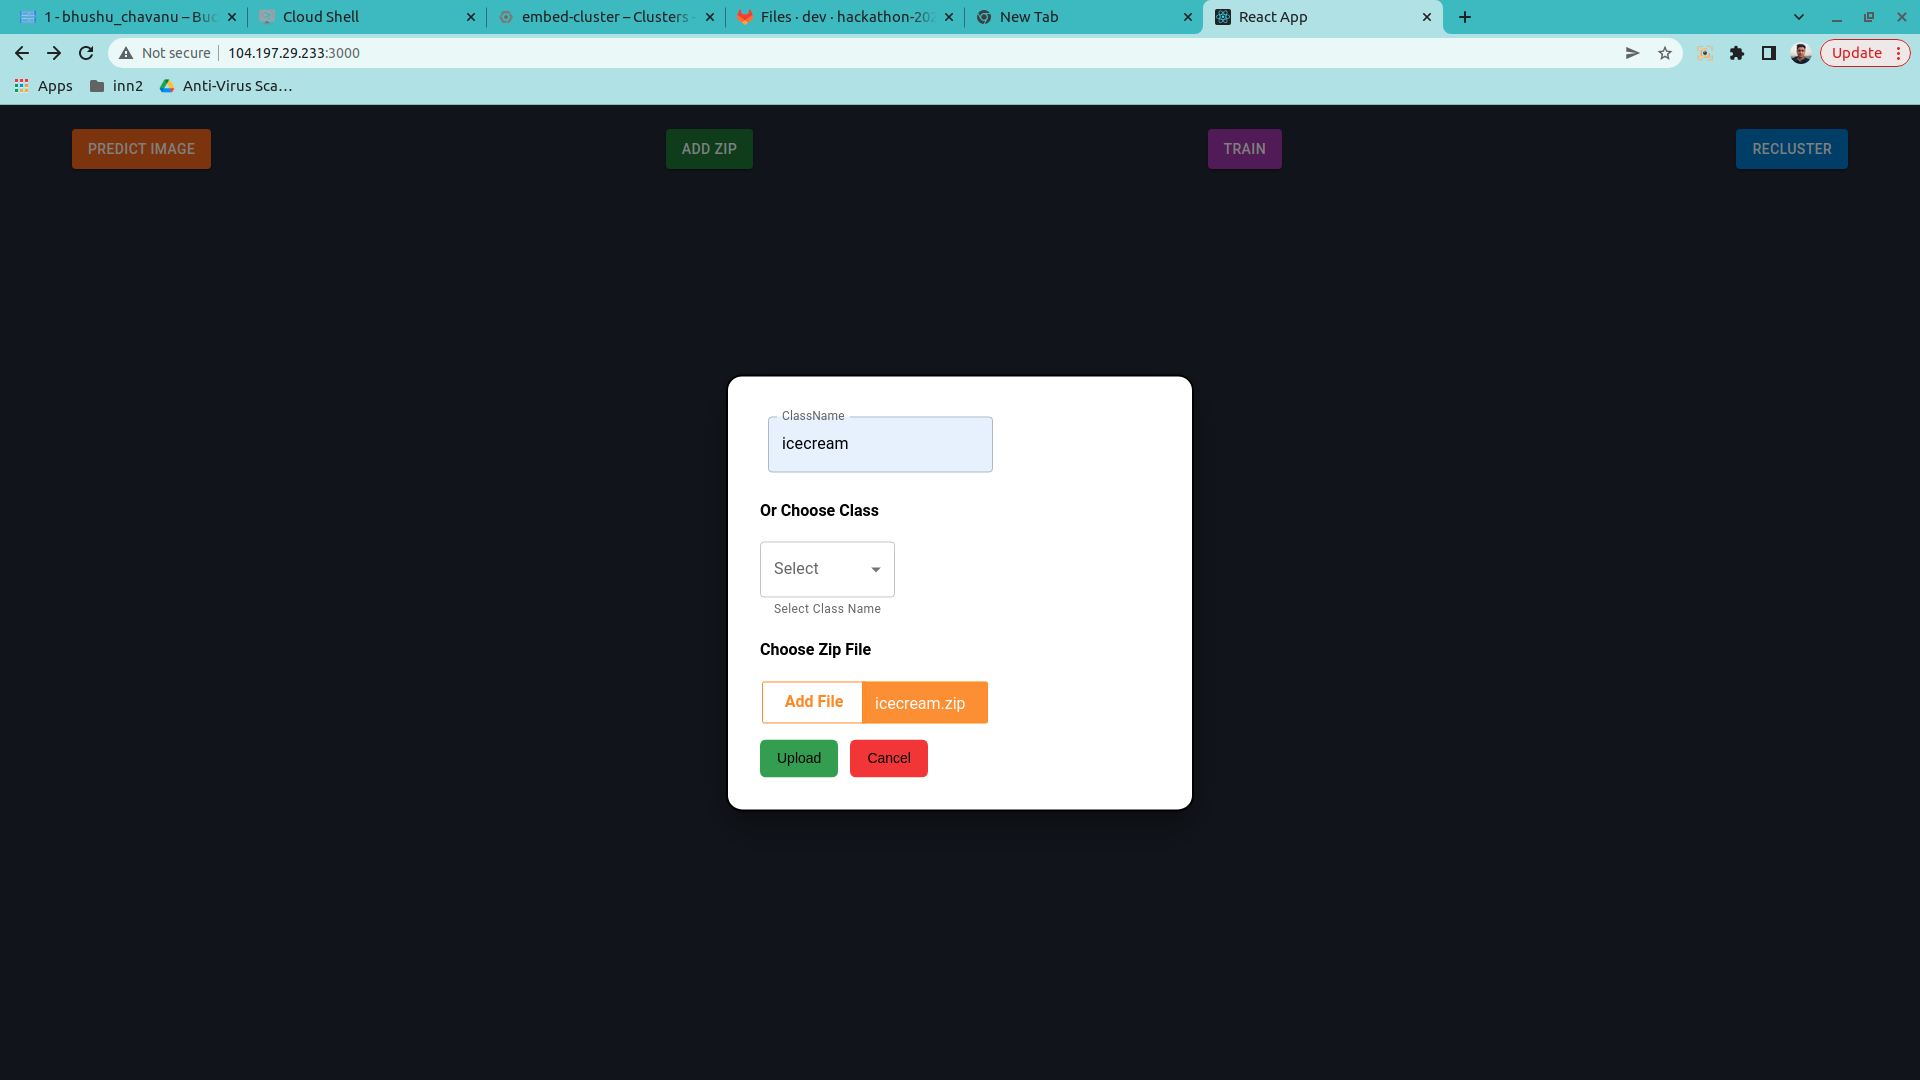 1 - bhushu_chavanu – Buc
Cloud Shell
embed-cluster – Clusters
Files · dev · hackathon-202
New Tab
React App
Not secure
104.197.29.233:3000
Update
Apps
inn2
Anti-Virus Sca...
PREDICT IMAGE
ADD ZIP
TRAIN
RECLUSTER
ClassName
icecream
Or Choose Class
Select
Select Class Name
Choose Zip File
Add File
icecream.zip
Upload
Cancel